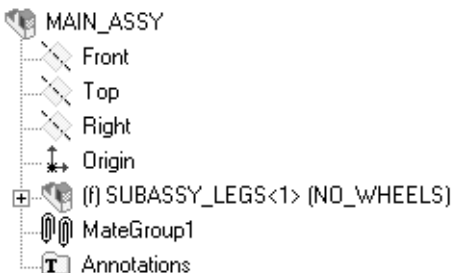 MAIN_ASSY
Front
Top
Right
Origin
(f) SUBASSY_LEGS<1> (NO_WHEELS)
MateGroup1
Annotations